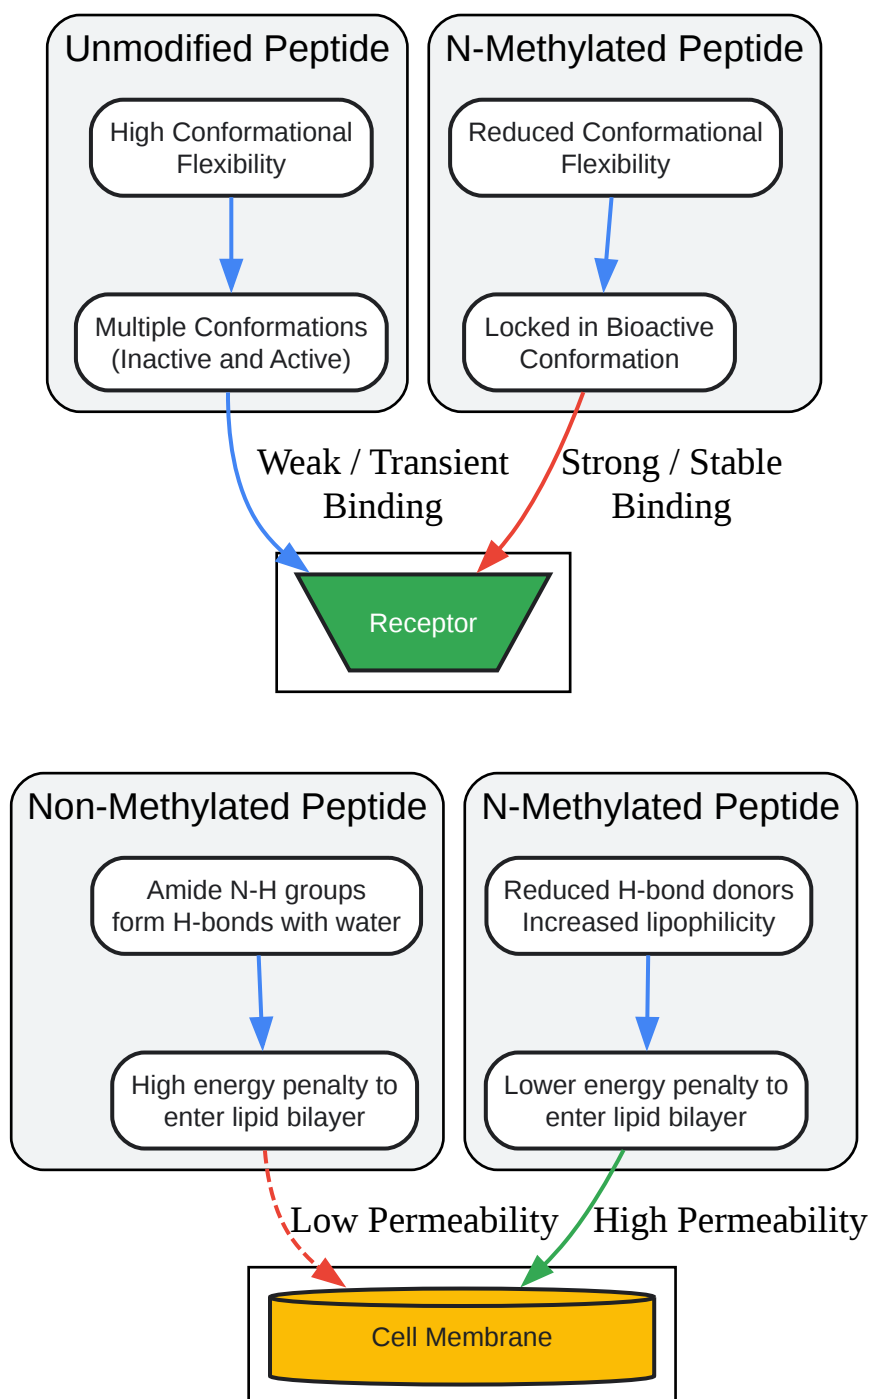 Unmodified Peptide
High Conformational
Flexibility
Multiple Conformations
(Inactive and Active)
N-Methylated Peptide
Reduced Conformational
Flexibility
Locked in Bioactive
Conformation
Weak / Transient
Binding
Strong / Stable
Binding
Receptor
Non-Methylated Peptide
Amide N-H groups
form H-bonds with water
High energy penalty to
enter lipid bilayer
N-Methylated Peptide
Reduced H-bond donors
Increased lipophilicity
Lower energy penalty to
enter lipid bilayer
Low Permeability
High Permeability
Cell Membrane